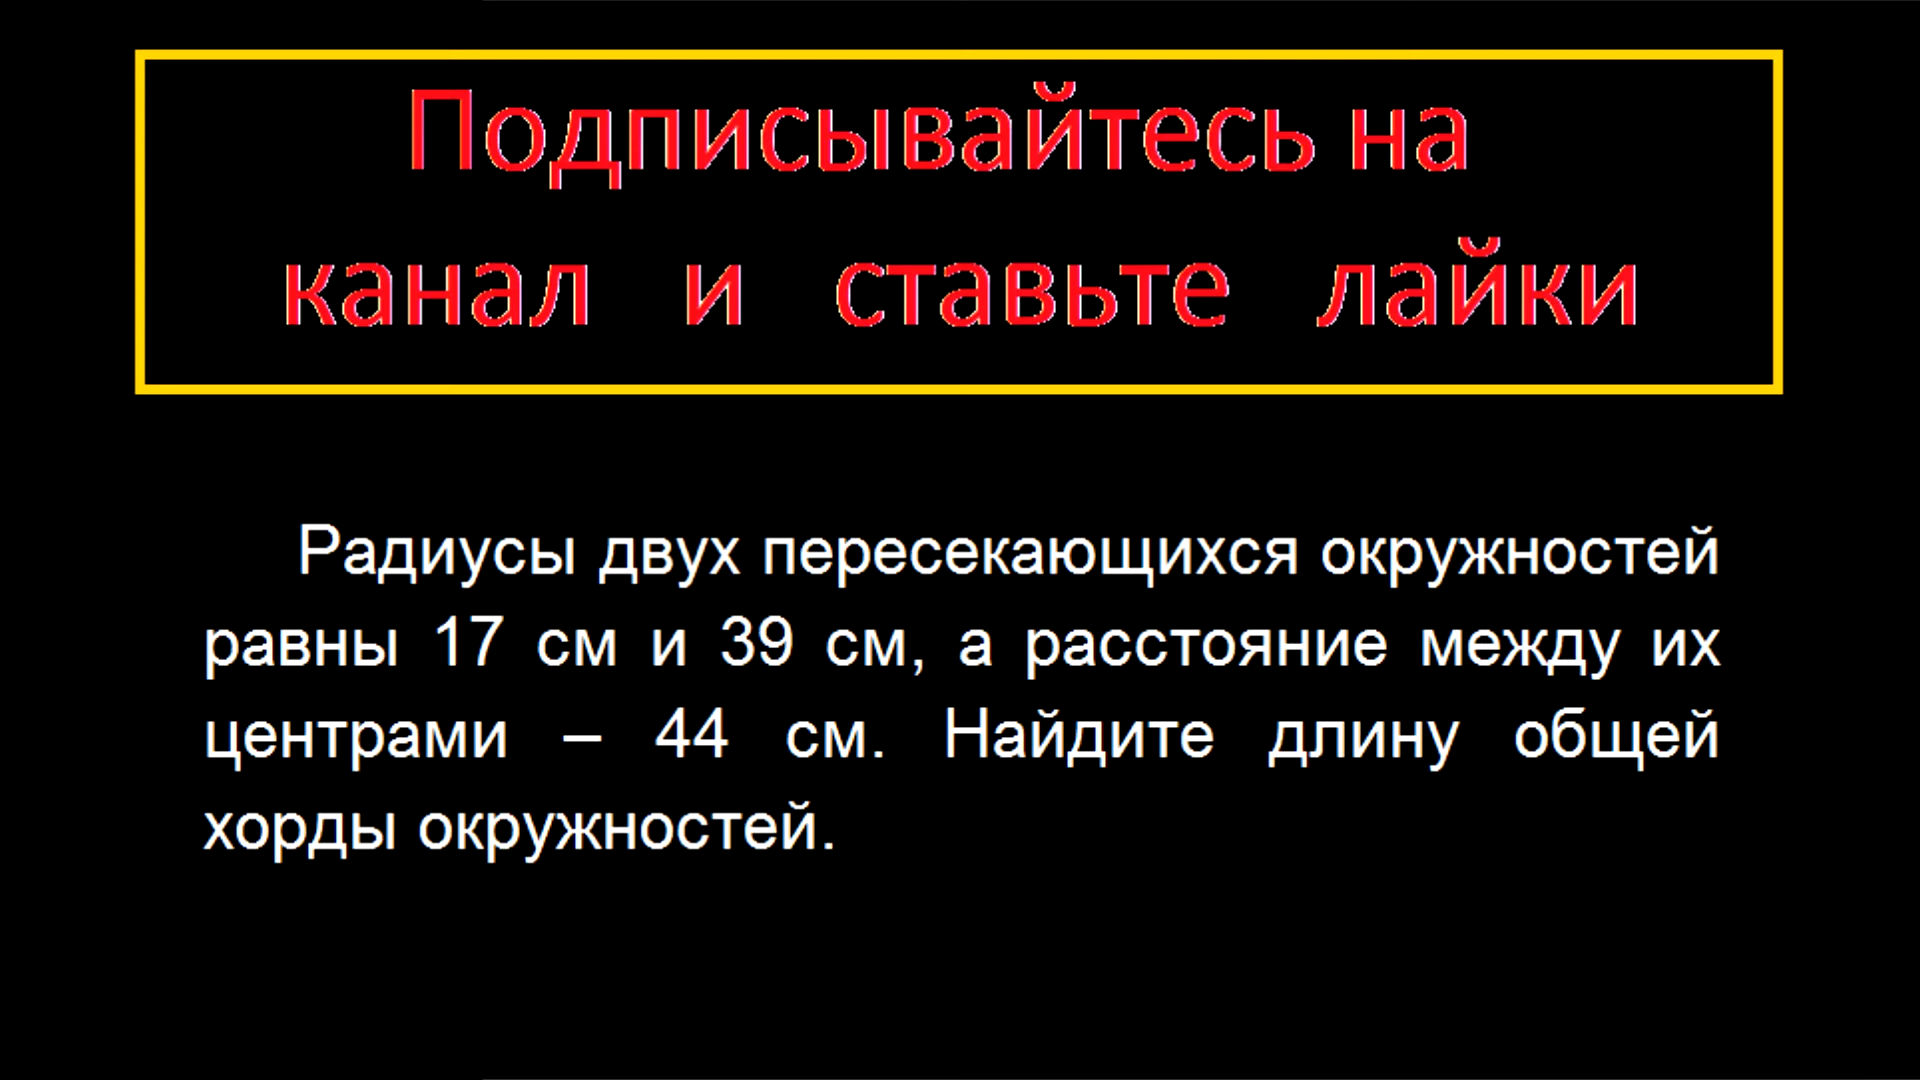 Подписывайтесь на
канал и ставьте лайки
Радиусы двух пересекающихся окружностей
равны 17 см и 39 см, а расстояние между их
центрами – 44 см. Найдите длину общей
хорды окружностей.